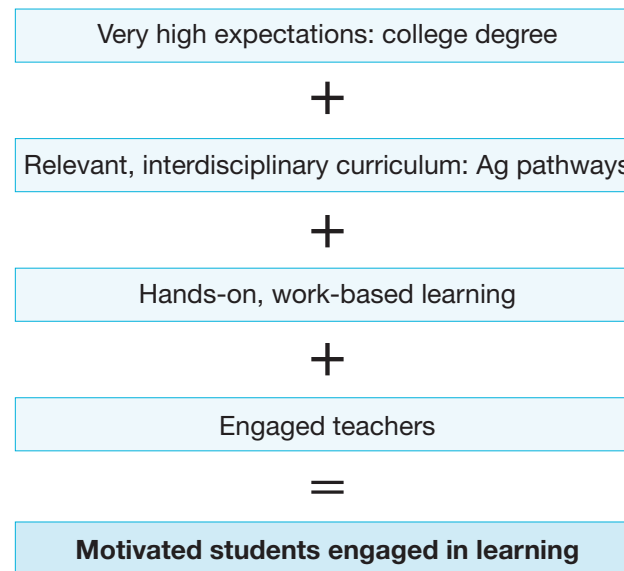 Very high expectations: college degree
+
Relevant, interdisciplinary curriculum: Ag pathways
+
Hands-on, work-based learning
+
Engaged teachers
=
Motivated students engaged in learning